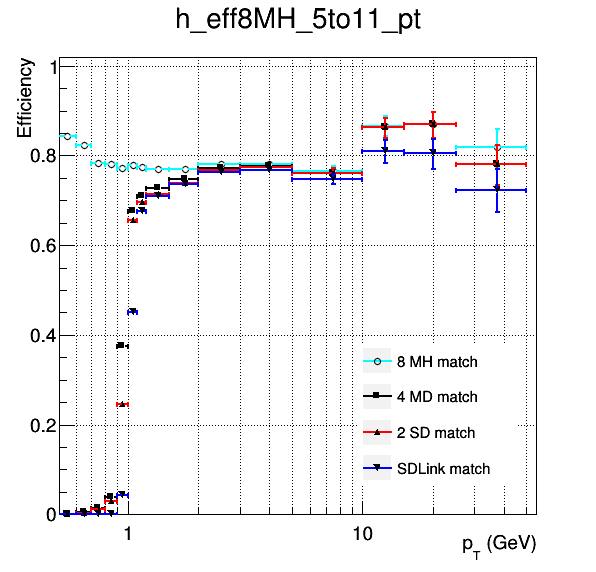 h_eff8MH_5to11_pt
Efficiency
1
0.8
0.6
0.4
0.2
0
8 MH match
4 MD match
2 SD match
SDLink match
1
10
p_T (GeV)